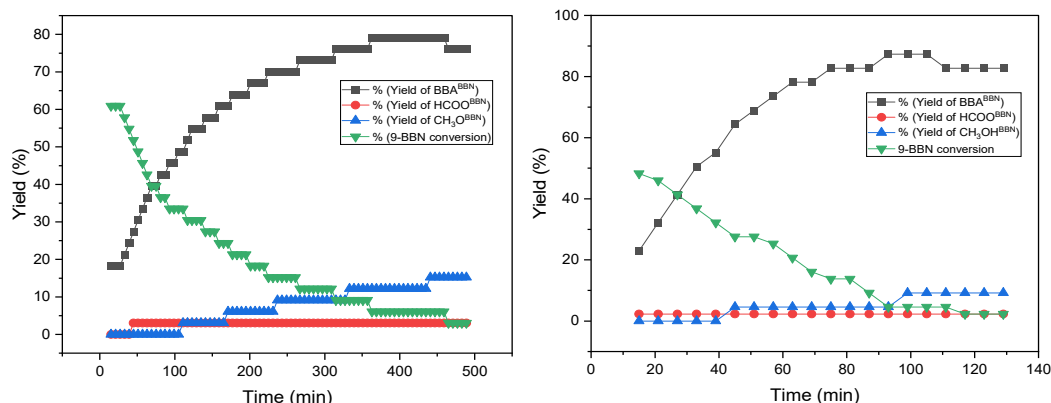 80
70
60
50
40
30
20
10
0
Yield (%)
% (Yield of BBA^BBN)
% (Yield of HCOO^BBN)
% (Yield of CH₃O^BBN)
% (9-BBN conversion)
0 100 200 300 400 500
Time (min)
100
80
60
40
20
0
Yield (%)
% (Yield of BBA^BBN)
% (Yield of HCOO^BBN)
% (Yield of CH₃OH^BBN)
9-BBN conversion
0 20 40 60 80 100 120 140
Time (min)